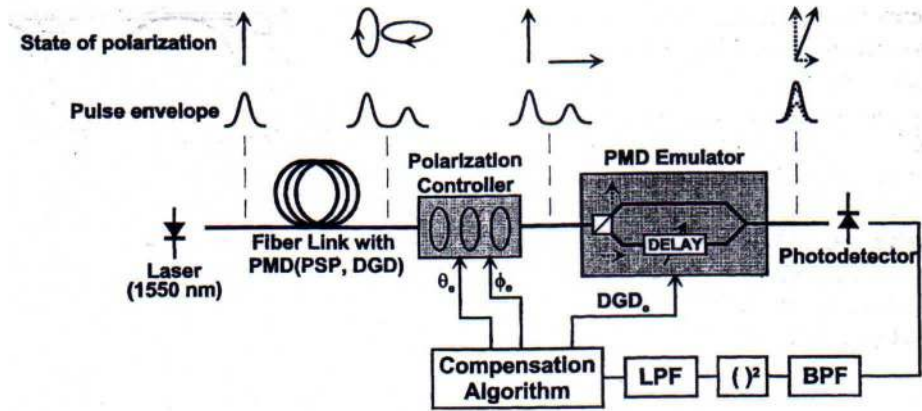 State of polarization
Pulse envelope
Polarization
Controller
PMD Emulator
DELAY
Fiber Link with
PMD(PSP, DGD)
Laser
(1550 nm)
Photodetector
θₑ
ϕₑ
DGDₑ
Compensation
Algorithm
LPF
( )²
BPF